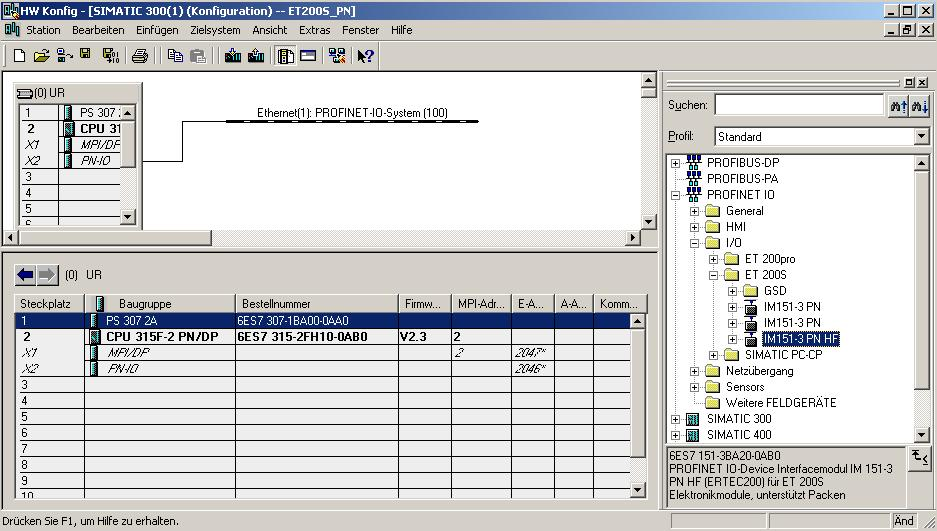 HW Konfig - [SIMATIC 300(1) (Konfiguration) -- ET200S_PN]
Station Bearbeiten Einfügen Zielsystem Ansicht Extras Fenster Hilfe
(0) UR
1 PS 307 2
2 CPU 31
X1 MPI/DP
X2 PN-IO
3
4
5
6
Ethernet(1): PROFINET-IO-System (100)
(0) UR
Steckplatz Baugruppe Bestellnummer Firmw... MPI-Adr... E-A... A-A... Komm...
1 PS 307 2A 6ES7 307-1BA00-0AA0
2 CPU 315F-2 PN/DP 6ES7 315-2FH10-0AB0 V2.3 2
X1 MPI/DP 2 2047*
X2 PN-IO 2046*
3
4
5
6
7
8
9
10
Suchen:
Profil: Standard
PROFIBUS-DP
PROFIBUS-PA
PROFINET IO
General
HMI
I/O
ET 200pro
ET 200S
GSD
IM151-3 PN
IM151-3 PN
IM151-3 PN HF
SIMATIC PC-CP
Netzübergang
Sensors
Weitere FELDGERÄTE
SIMATIC 300
SIMATIC 400
6ES7 151-3BA20-0AB0
PROFINET IO-Device Interfacemodul IM 151-3
PN HF (ERTEC200) für ET 200S
Elektronikmodule, unterstützt Packen
Drücken Sie F1, um Hilfe zu erhalten.
Änd